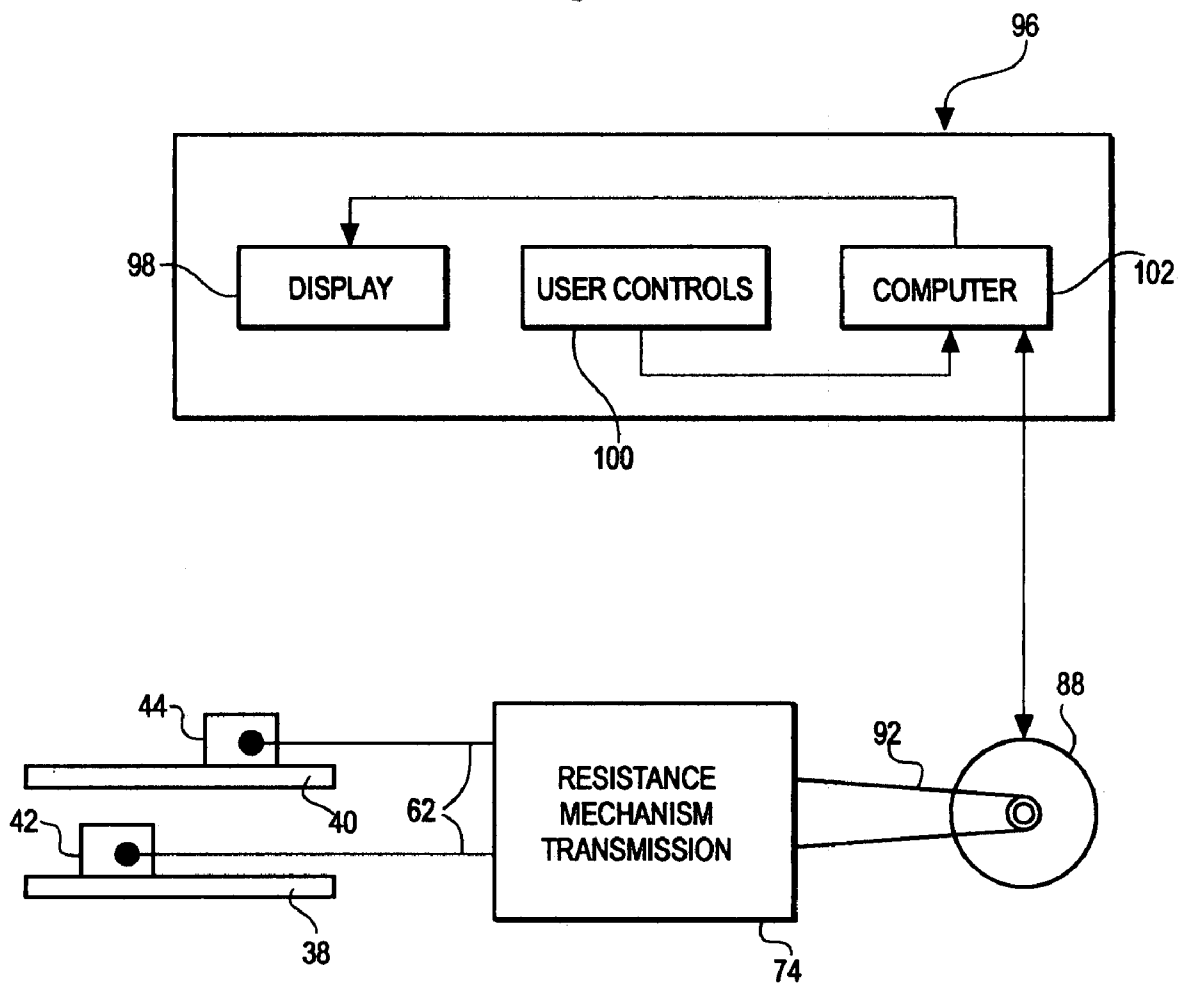 96
98
DISPLAY
USER CONTROLS
COMPUTER
102
100
44
40
42
38
62
RESISTANCE
MECHANISM
TRANSMISSION
74
92
88